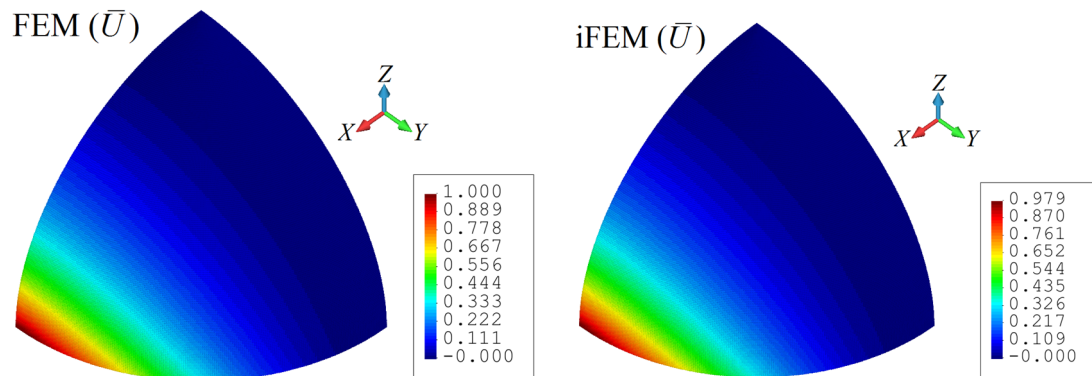 FEM (U̅)
Z
X
Y
1.000
0.889
0.778
0.667
0.556
0.444
0.333
0.222
0.111
-0.000
iFEM (U̅)
Z
X
Y
0.979
0.870
0.761
0.652
0.544
0.435
0.326
0.217
0.109
-0.000